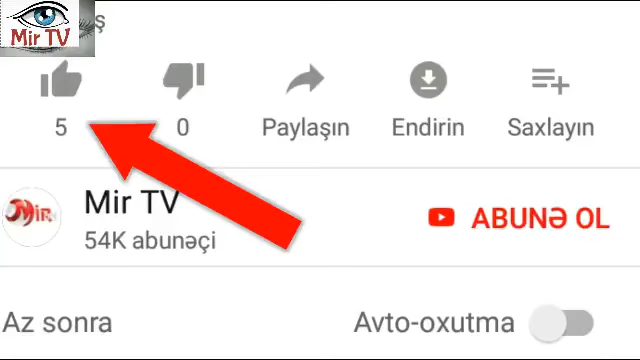 Mir TV
ş
5 0 Paylaşın Endirin Saxlayın
Mir TV
54K abunəçi
ABUNƏ OL
Az sonra Avto-oxutma